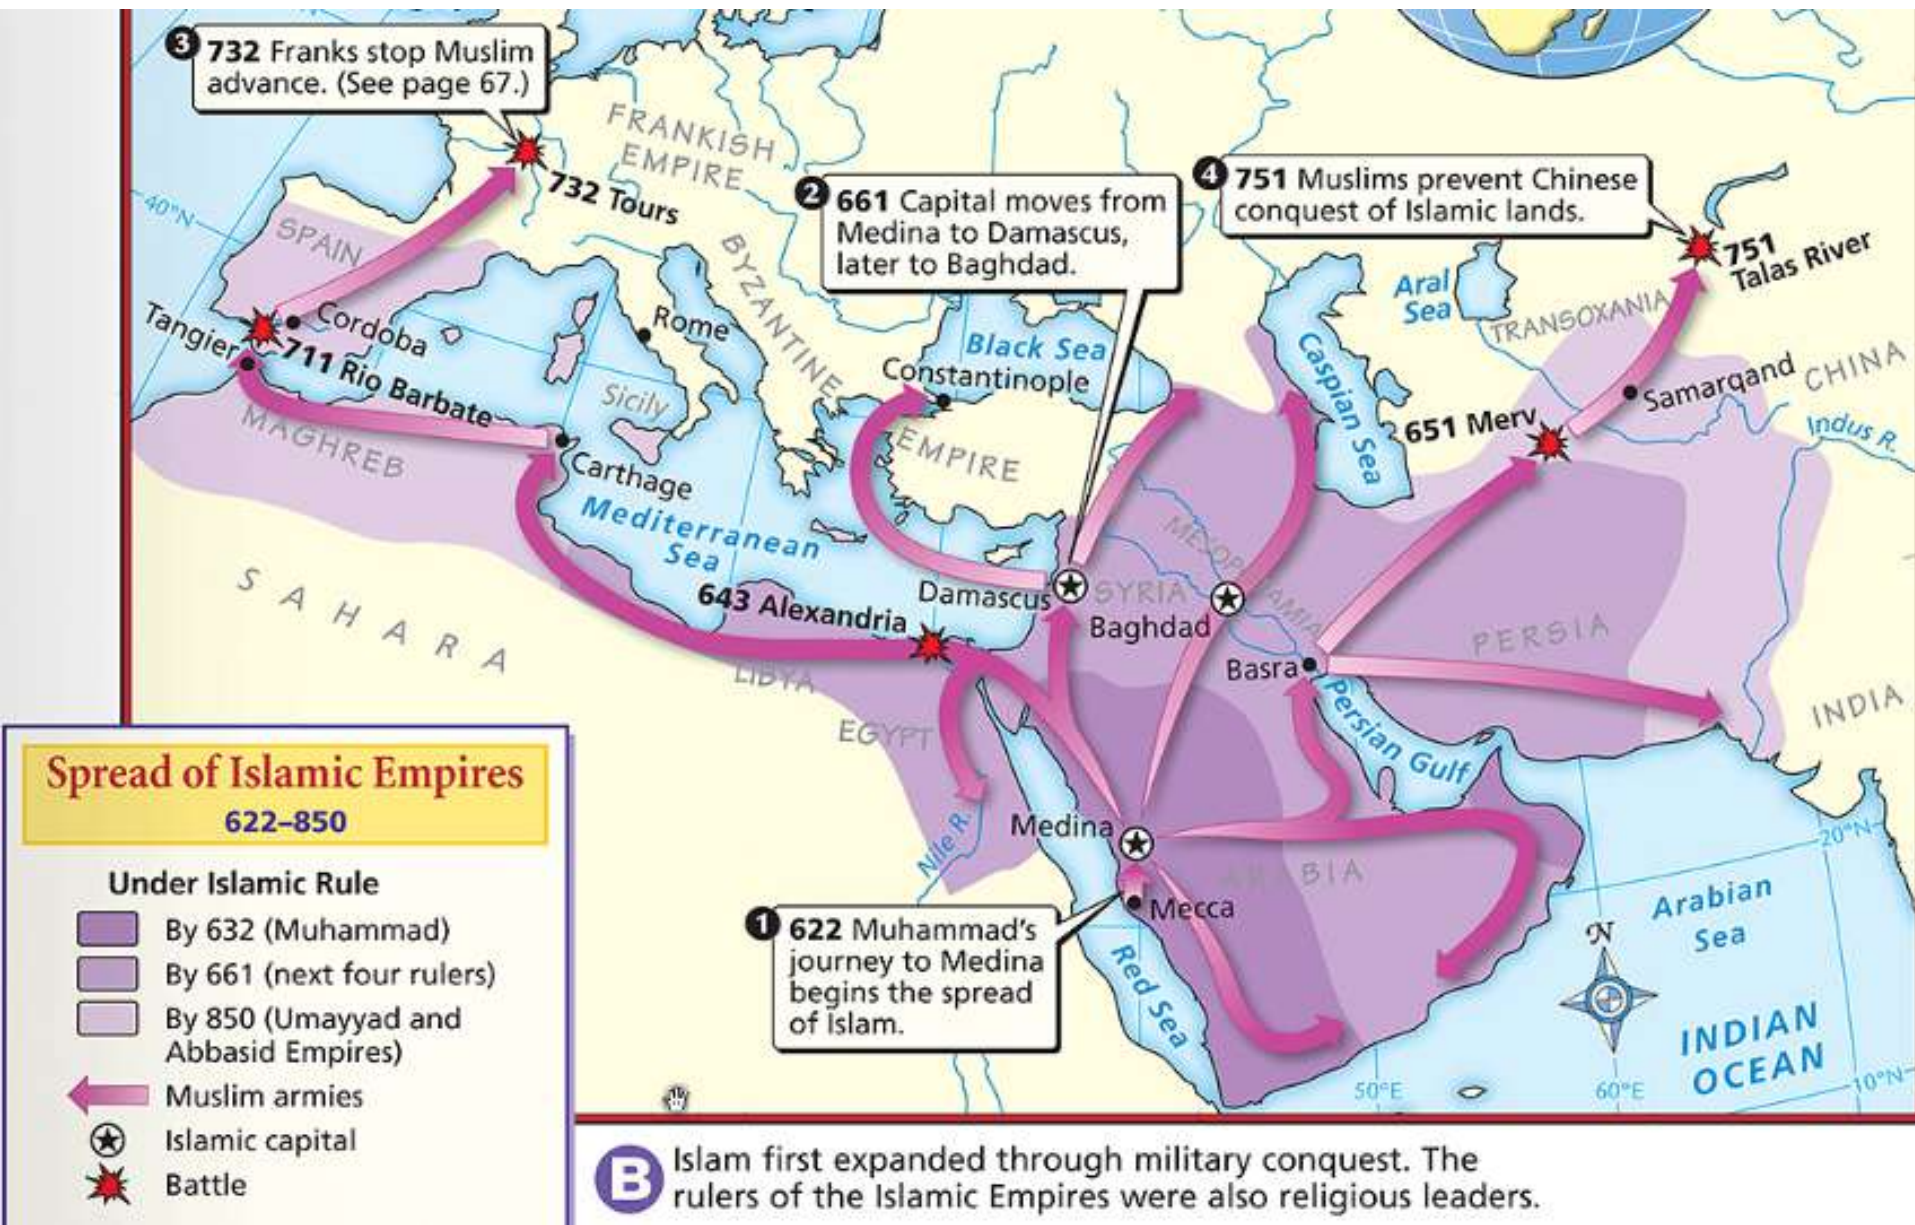 3 732 Franks stop Muslim
advance. (See page 67.)
FRANKISH
EMPIRE
732 Tours
2 661 Capital moves from
Medina to Damascus,
later to Baghdad.
4 751 Muslims prevent Chinese
conquest of Islamic lands.
751
Talas River
40°N
SPAIN
BYZANTINE
EMPIRE
Aral
Sea
TRANSOXANIA
Tangier
Cordoba
711 Rio Barbate
Rome
Black Sea
Constantinople
Caspian Sea
Samarqand
CHINA
Indus R.
651 Merv
Sicily
MAGHREB
Carthage
Mediterranean
Sea
MESOPOTAMIA
SAHARA
643 Alexandria
Damascus
SYRIA
Baghdad
Basra
PERSIA
INDIA
LIBYA
EGYPT
Persian Gulf
Nile R.
Medina
ARABIA
Mecca
20°N
Arabian
Sea
1 622 Muhammad's
journey to Medina
begins the spread
of Islam.
Red Sea
N
INDIAN
OCEAN
50°E
60°E
10°N
Spread of Islamic Empires
622–850
Under Islamic Rule
By 632 (Muhammad)
By 661 (next four rulers)
By 850 (Umayyad and
Abbasid Empires)
Muslim armies
Islamic capital
Battle
B Islam first expanded through military conquest. The
rulers of the Islamic Empires were also religious leaders.